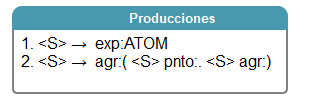 Producciones
1. <S> → exp:ATOM
2. <S> → agr:( <S> pnto:. <S> agr:)